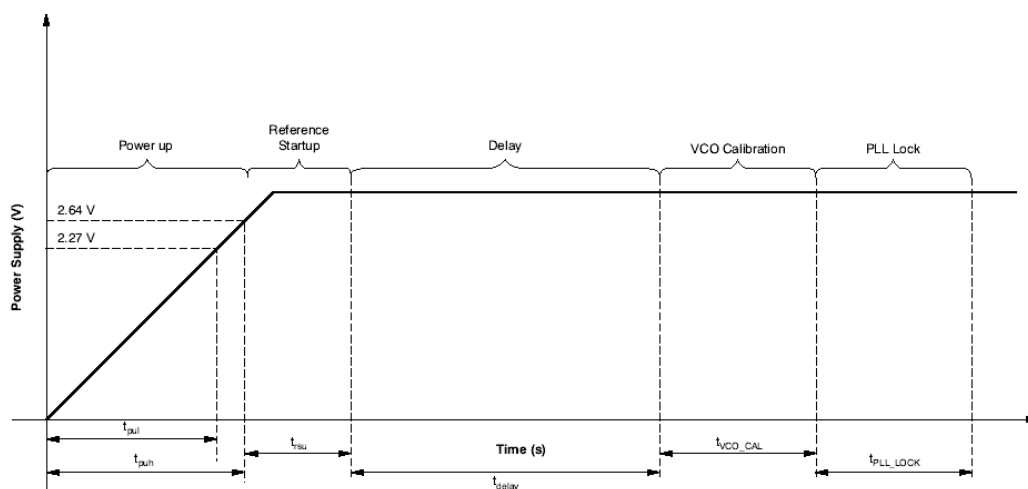 Reference
Startup
Power up
Delay
VCO Calibration
PLL Lock
2.64 V
2.27 V
Power Supply (V)
tpul
tpuh
trsu
Time (s)
tdelay
tVCO_CAL
tPLL_LOCK